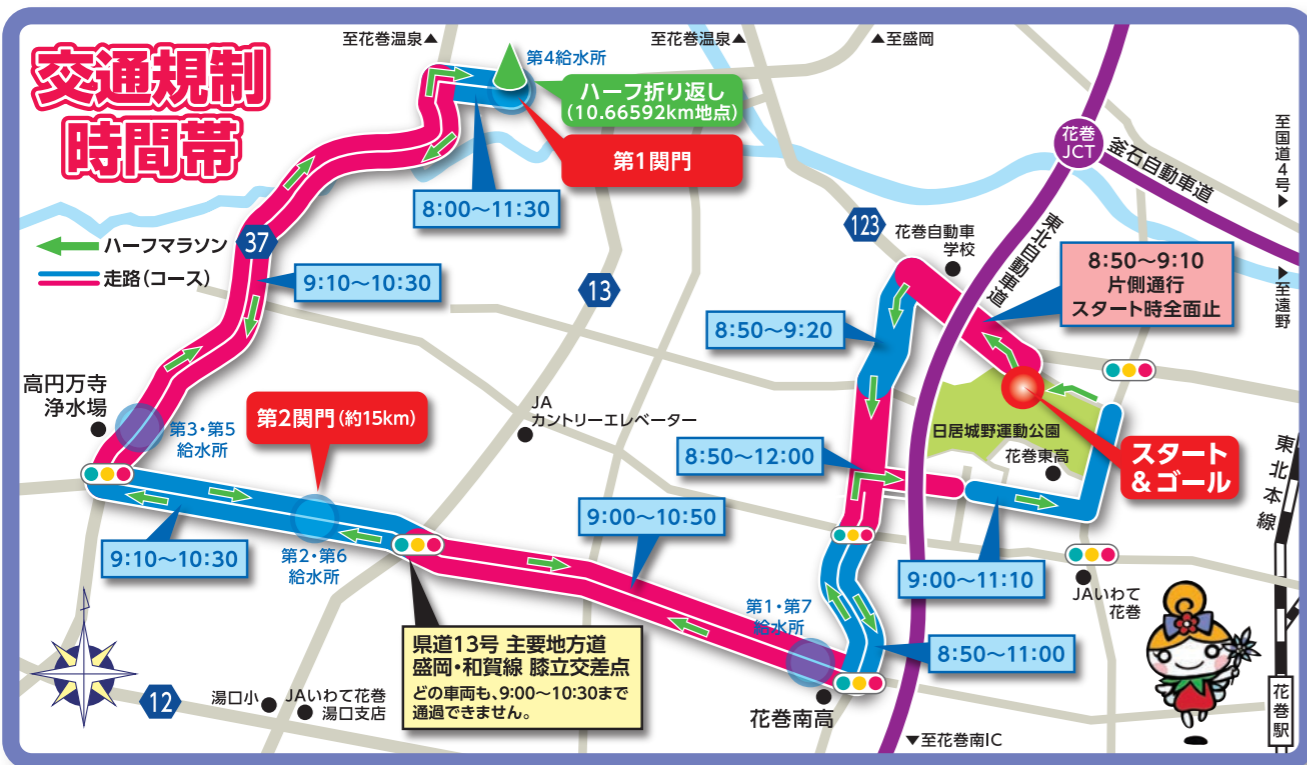 交通規制
時間帯
ハーフマラソン
走路(コース)
至花巻温泉▲
至花巻温泉▲
▲至盛岡
第4給水所
ハーフ折り返し
(10.66592km地点)
第1関門
8:00〜11:30
37
9:10〜10:30
13
123
花巻自動車
学校
花巻
JCT
釜石自動車道
東北自動車道
至国道4号▶
▶至遠野
8:50〜9:10
片側通行
スタート時全面止
8:50〜9:20
高円万寺
浄水場
第3・第5
給水所
第2関門(約15km)
JA
カントリーエレベーター
日居城野運動公園
花巻東高
スタート
&ゴール
東北本線
8:50〜12:00
9:00〜10:50
9:10〜10:30
第2・第6
給水所
9:00〜11:10
JAいわて
花巻
第1・第7
給水所
県道13号 主要地方道
盛岡・和賀線 膝立交差点
どの車両も、9:00〜10:30まで
通過できません。
8:50〜11:00
12
湯口小
JAいわて花巻
湯口支店
花巻南高
▼至花巻南IC
花巻駅